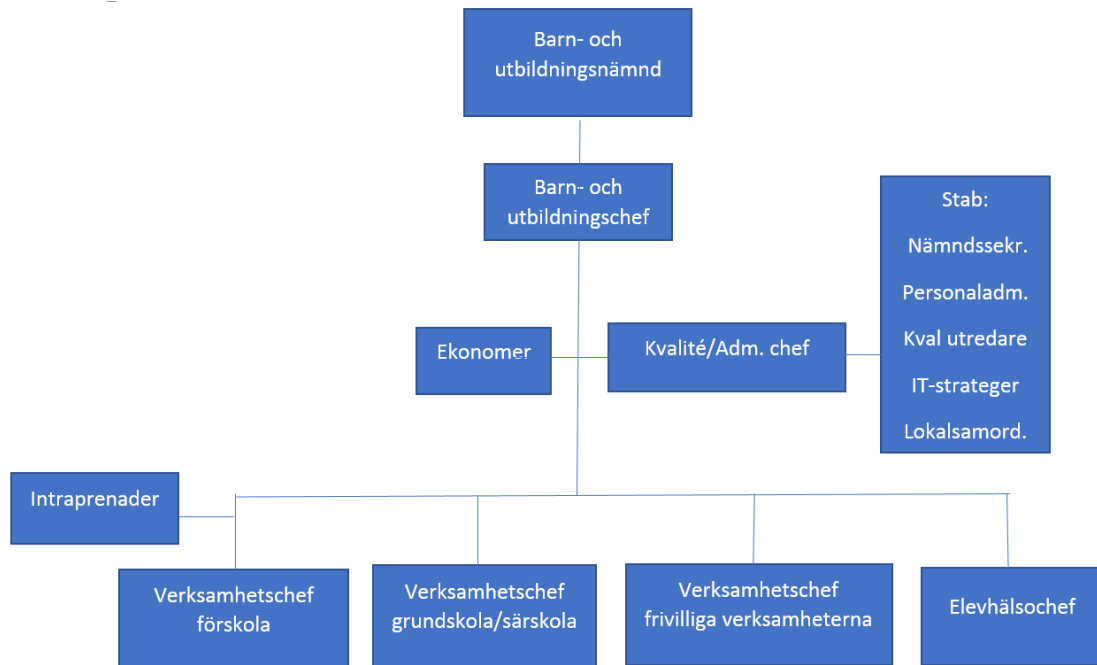 Barn- och
utbildningsnämnd
Barn- och
utbildningschef
Stab:
Nämndssekr.
Personaladm.
Kval utredare
IT-strateger
Lokalsamord.
Ekonomer
Kvalité/Adm. chef
Intraprenader
Verksamhetschef
förskola
Verksamhetschef
grundskola/särskola
Verksamhetschef
frivilliga verksamheterna
Elevhälsochef